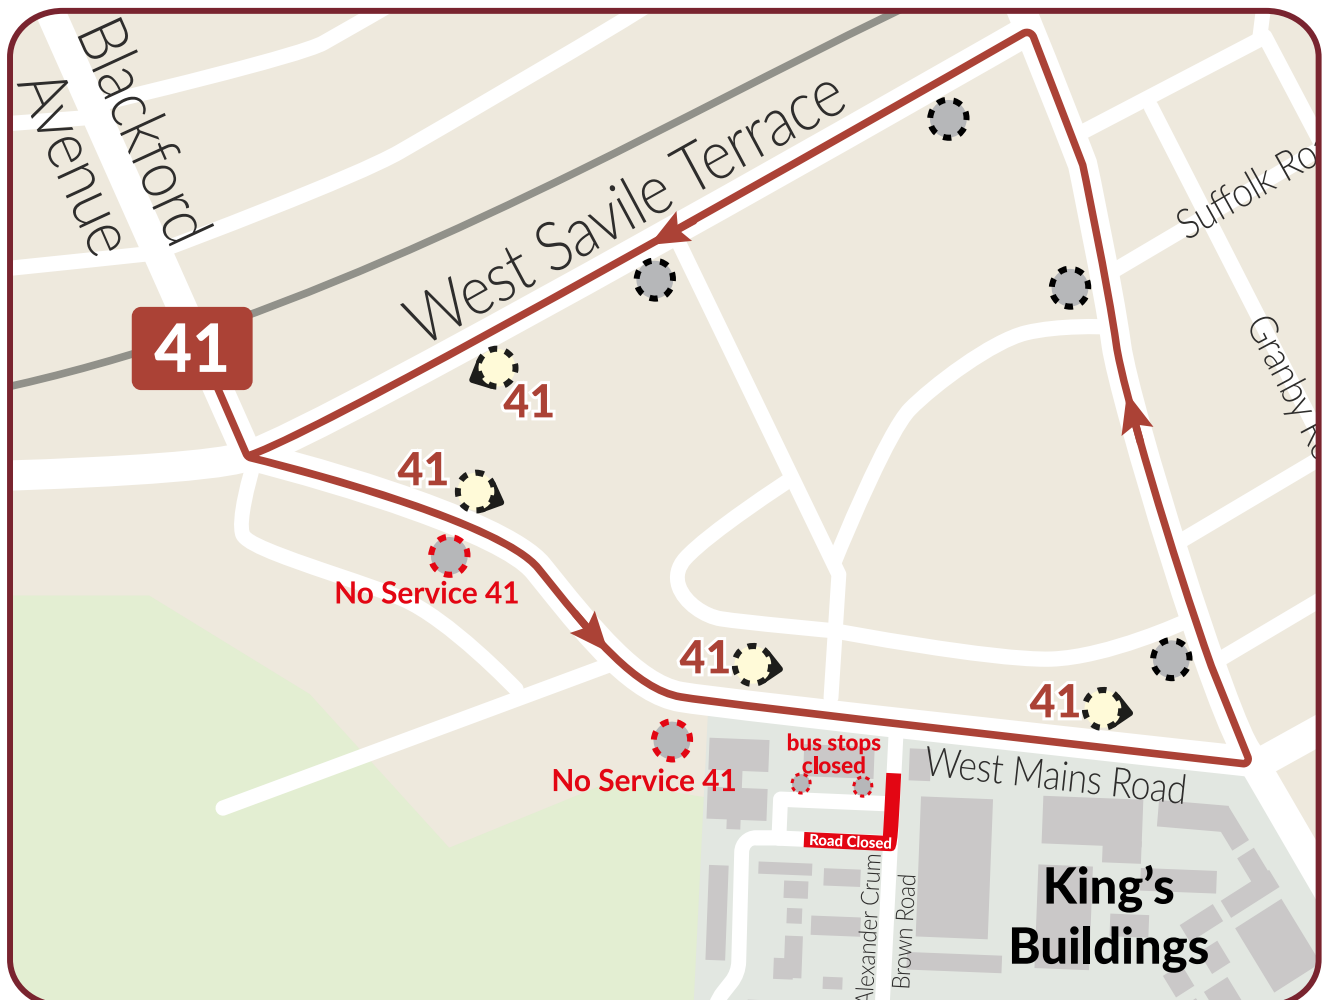 Blackford
Avenue
West Savile Terrace
Suffolk Ro
Granby R
41
41
41
No Service 41
41
41
No Service 41
bus stops
closed
West Mains Road
Road Closed
Alexander Crum
Brown Road
King's
Buildings